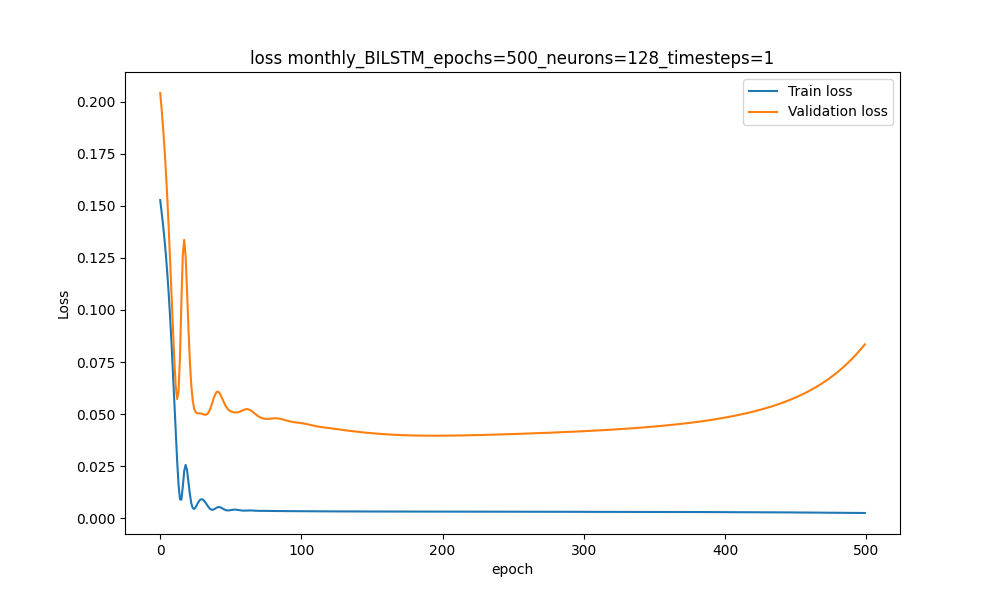 loss monthly_BILSTM_epochs=500_neurons=128_timesteps=1
Train loss
Validation loss
0.200
0.175
0.150
0.125
0.100
0.075
0.050
0.025
0.000
Loss
0 100 200 300 400 500
epoch